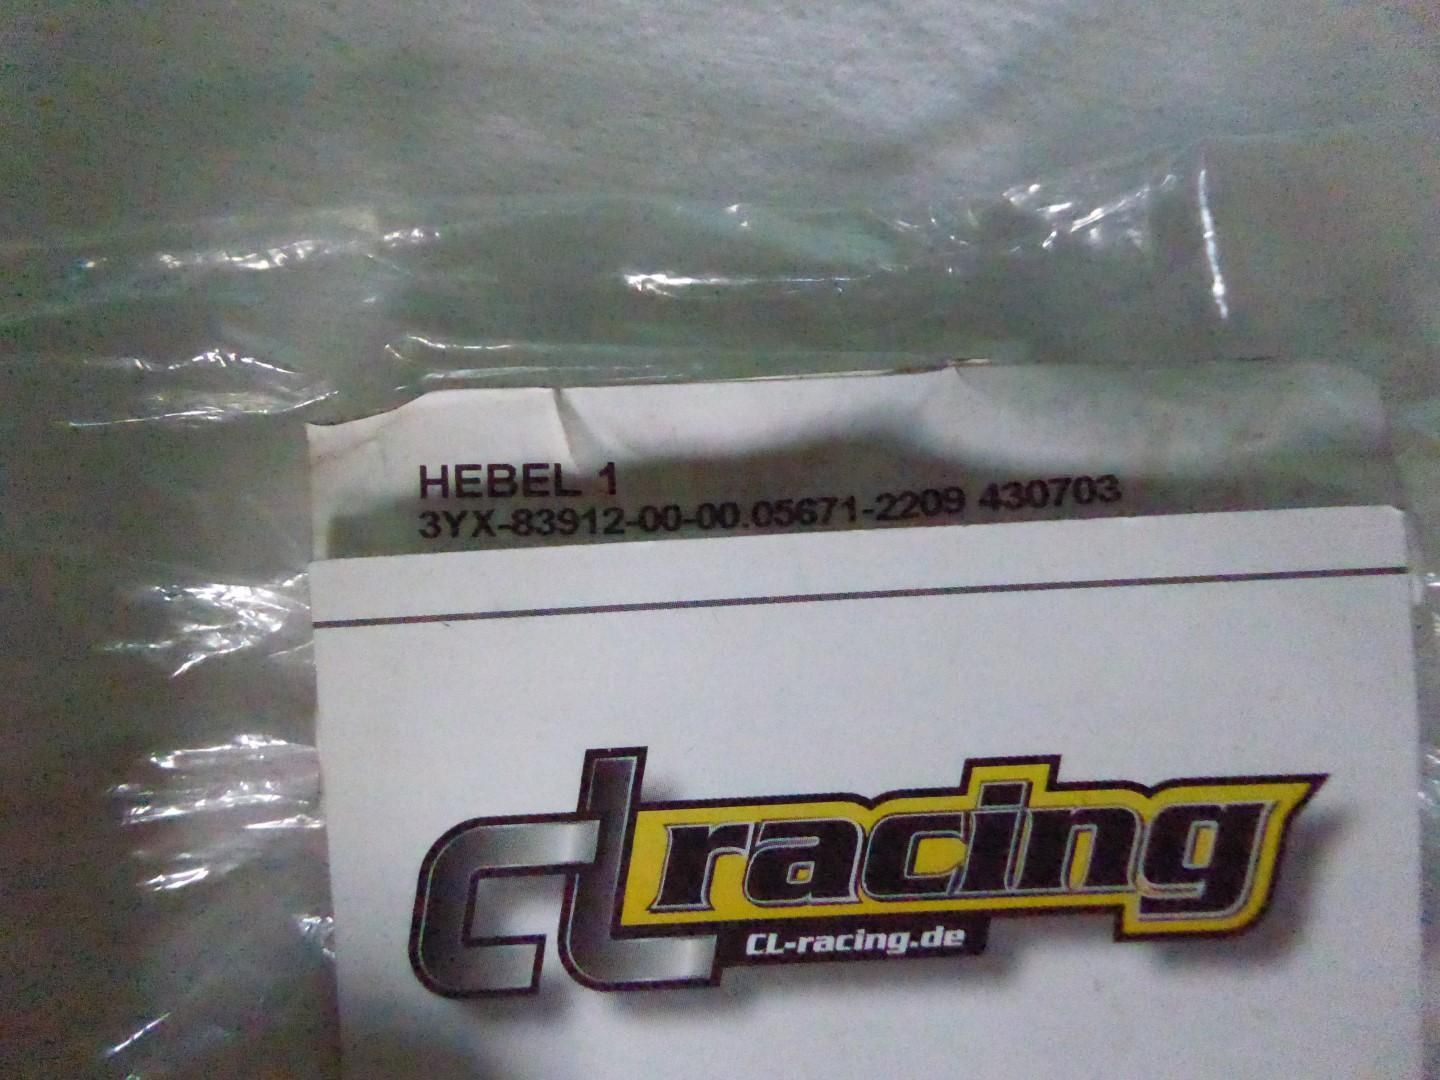 HEBEL 1
3YX-83912-00-00.05671-2209 430703
CL racing
CL-racing.de